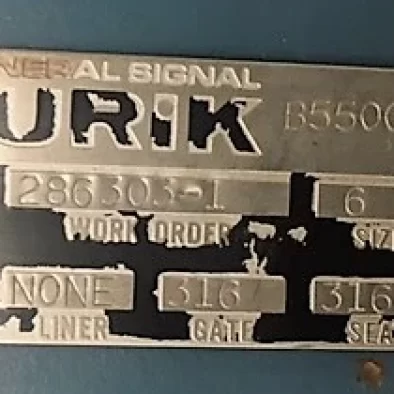 NERAL SIGNAL
URiK B550
286303-1 6
WORK ORDER SIZ
NONE 316 316
LINER GATE SEA